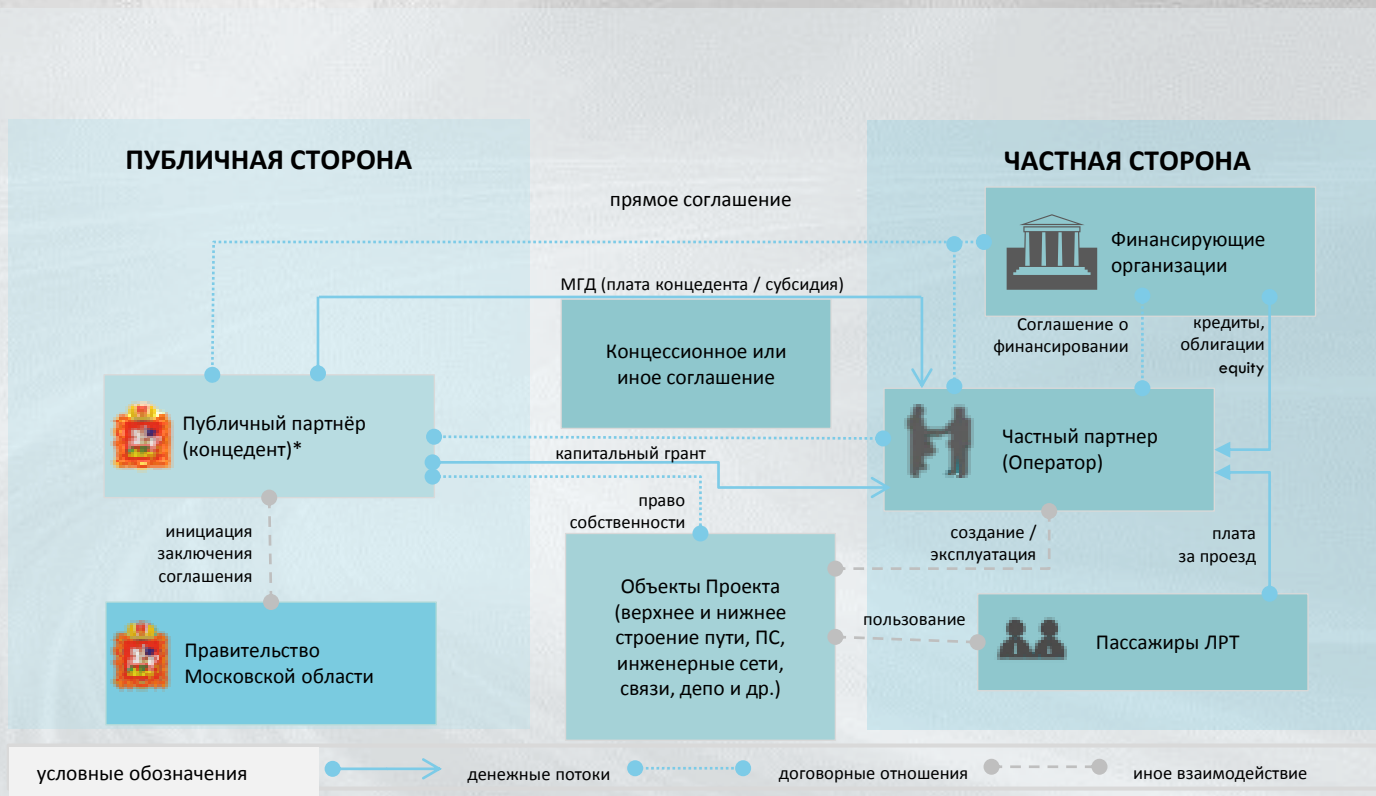 ПУБЛИЧНАЯ СТОРОНА
ЧАСТНАЯ СТОРОНА
прямое соглашение
Финансирующие
организации
МГД (плата концедента / субсидия)
Концессионное или
иное соглашение
Соглашение о
финансировании
кредиты,
облигации
equity
Публичный партнёр
(концедент)*
Частный партнер
(Оператор)
капитальный грант
право
собственности
инициация
заключения
соглашения
создание /
эксплуатация
плата
за проезд
Объекты Проекта
(верхнее и нижнее
строение пути, ПС,
инженерные сети,
связи, депо и др.)
пользование
Пассажиры ЛРТ
Правительство
Московской области
условные обозначения
денежные потоки
договорные отношения
иное взаимодействие